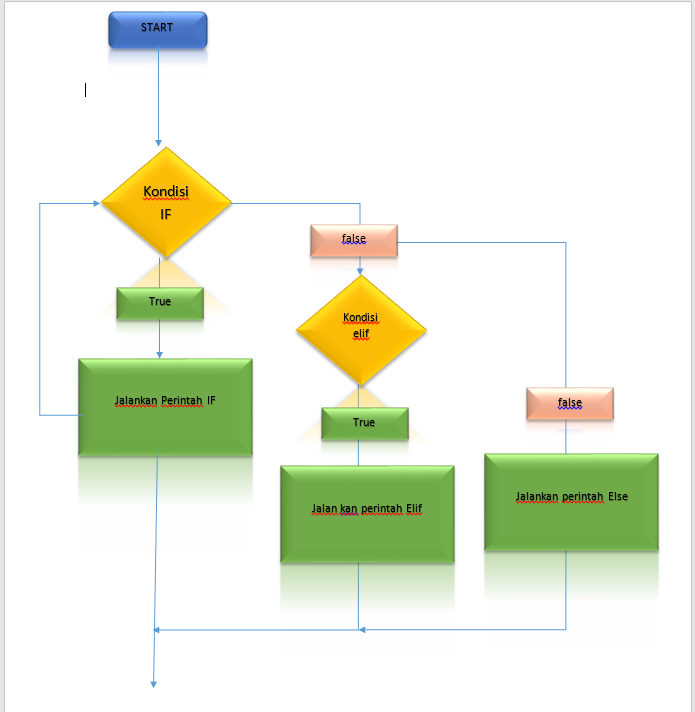 START
Kondisi
IF
false
True
Kondisi
elif
Jalankan Perintah IF
false
True
Jalankan perintah Else
Jalan kan perintah Elif